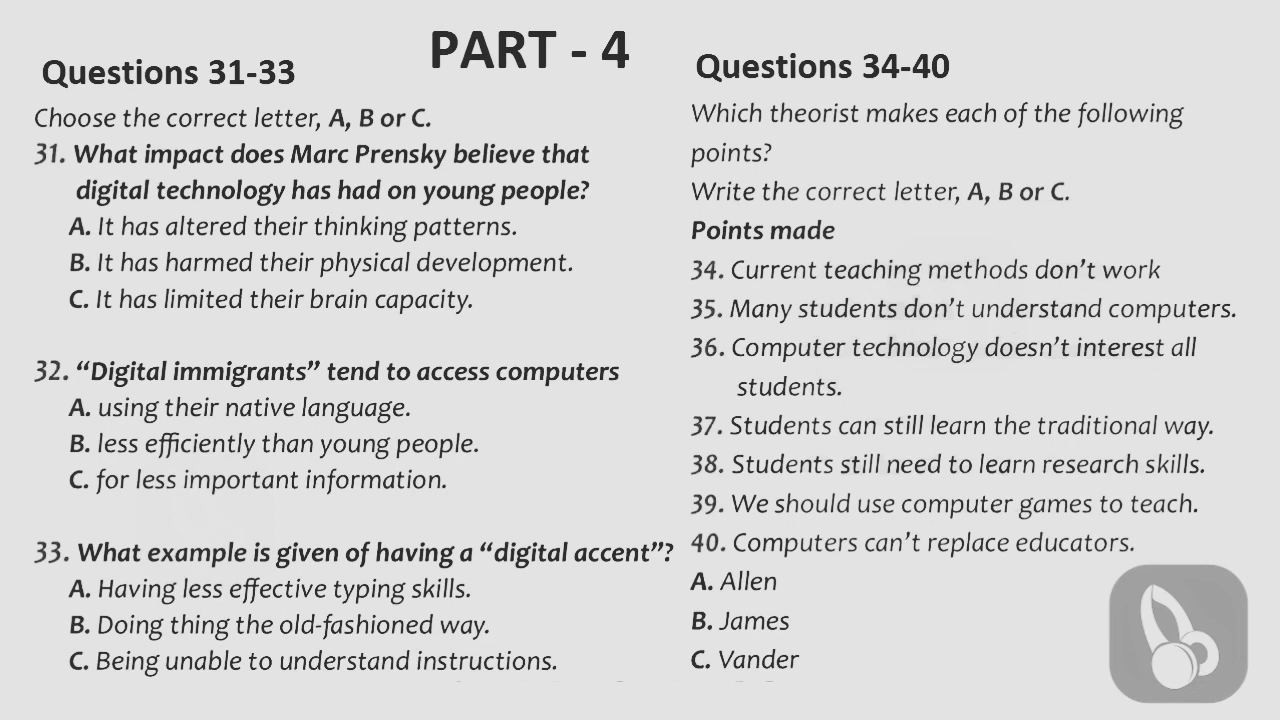 PART - 4
Questions 31-33
Choose the correct letter, A, B or C.
31. What impact does Marc Prensky believe that
digital technology has had on young people?
A. It has altered their thinking patterns.
B. It has harmed their physical development.
C. It has limited their brain capacity.
32. “Digital immigrants” tend to access computers
A. using their native language.
B. less efficiently than young people.
C. for less important information.
33. What example is given of having a “digital accent”?
A. Having less effective typing skills.
B. Doing thing the old-fashioned way.
C. Being unable to understand instructions.
Questions 34-40
Which theorist makes each of the following
points?
Write the correct letter, A, B or C.
Points made
34. Current teaching methods don’t work
35. Many students don’t understand computers.
36. Computer technology doesn’t interest all
students.
37. Students can still learn the traditional way.
38. Students still need to learn research skills.
39. We should use computer games to teach.
40. Computers can’t replace educators.
A. Allen
B. James
C. Vander